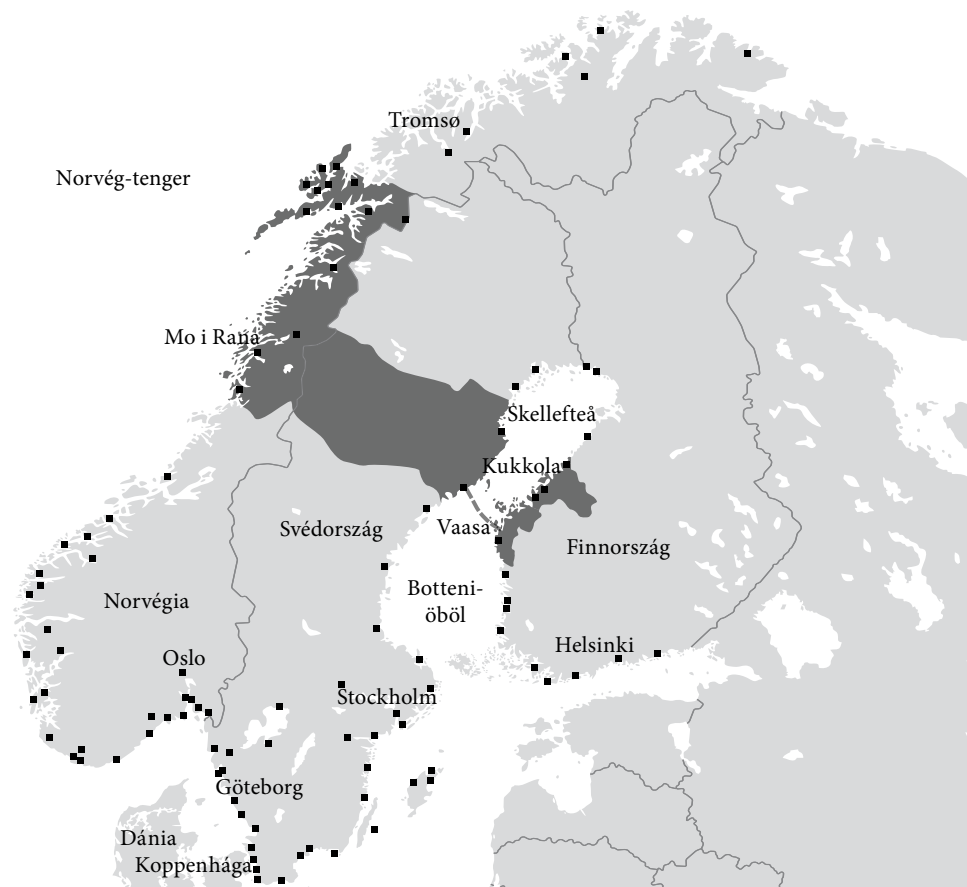 Tromsø
Norvég-tenger
Mo i Rana
Skellefteå
Kukkola
Svédország
Vaasa
Finnország
Botteni-
öböl
Norvégia
Helsinki
Oslo
Stockholm
Göteborg
Dánia
Koppenhága